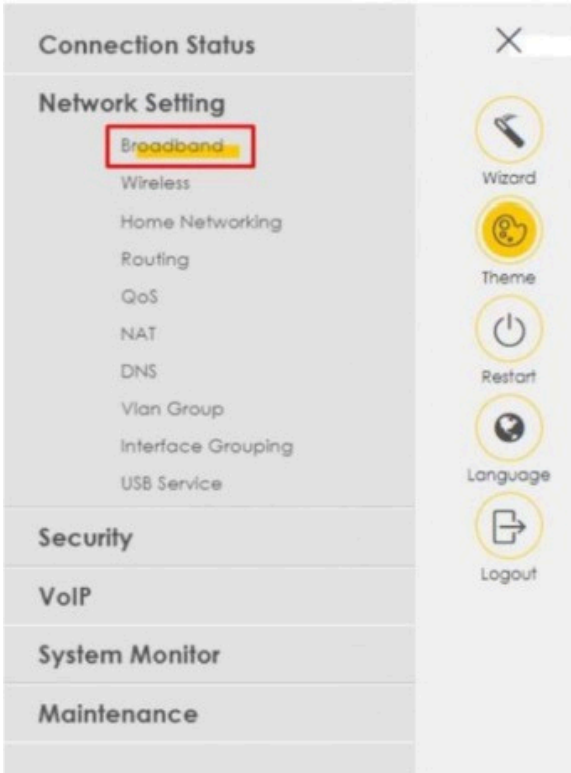 Connection Status
Network Setting
Broadband
Wireless
Home Networking
Routing
QoS
NAT
DNS
Vlan Group
Interface Grouping
USB Service
Security
VoIP
System Monitor
Maintenance
Wizard
Theme
Restart
Language
Logout